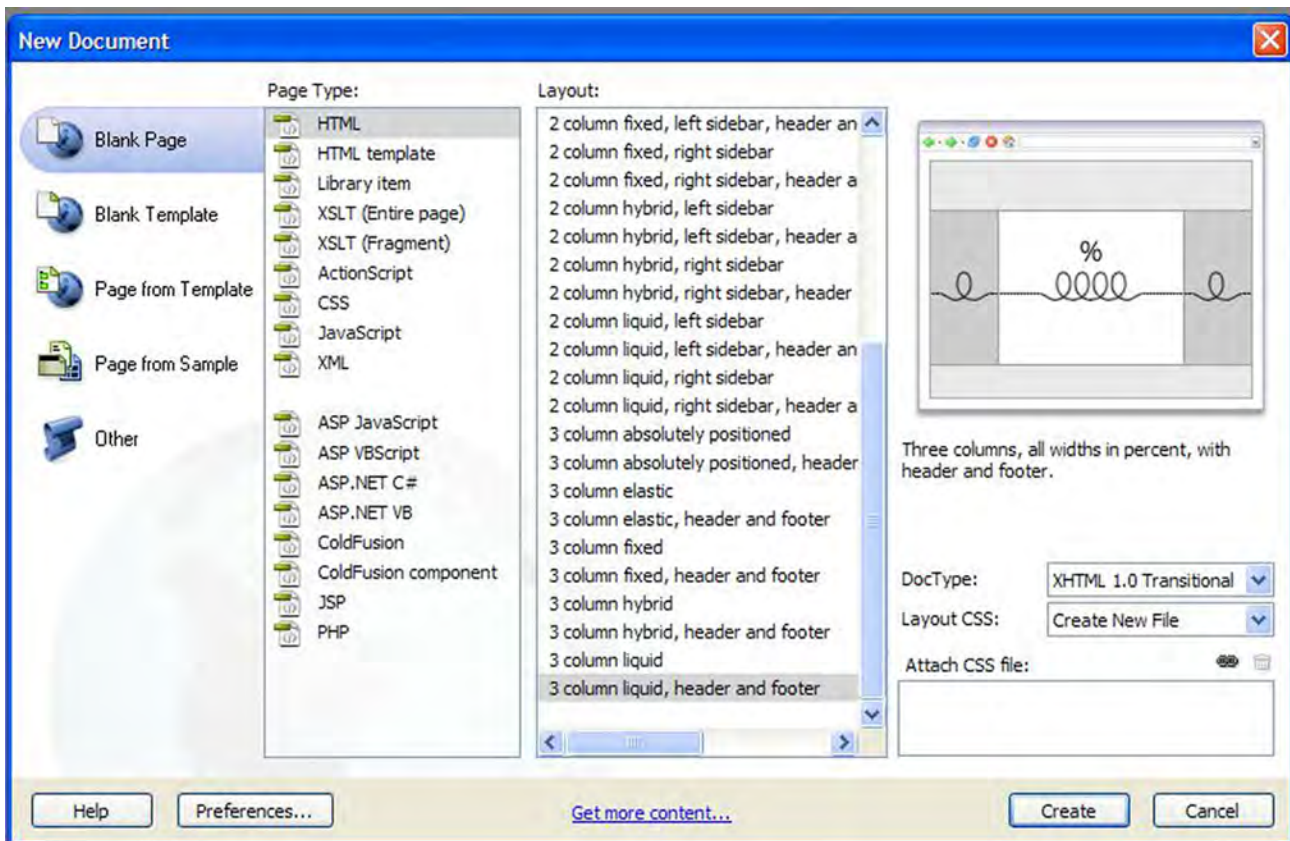 New Document
Blank Page
Blank Template
Page from Template
Page from Sample
Other
Page Type:
HTML
HTML template
Library item
XSLT (Entire page)
XSLT (Fragment)
ActionScript
CSS
JavaScript
XML
ASP JavaScript
ASP VBScript
ASP.NET C#
ASP.NET VB
ColdFusion
ColdFusion component
JSP
PHP
Layout:
2 column fixed, left sidebar, header an
2 column fixed, right sidebar
2 column fixed, right sidebar, header a
2 column hybrid, left sidebar
2 column hybrid, left sidebar, header a
2 column hybrid, right sidebar
2 column hybrid, right sidebar, header
2 column liquid, left sidebar
2 column liquid, left sidebar, header an
2 column liquid, right sidebar
2 column liquid, right sidebar, header a
3 column absolutely positioned
3 column absolutely positioned, header
3 column elastic
3 column elastic, header and footer
3 column fixed
3 column fixed, header and footer
3 column hybrid
3 column hybrid, header and footer
3 column liquid
3 column liquid, header and footer
%
Three columns, all widths in percent, with
header and footer.
DocType: XHTML 1.0 Transitional
Layout CSS: Create New File
Attach CSS file:
Help Preferences... Get more content... Create Cancel